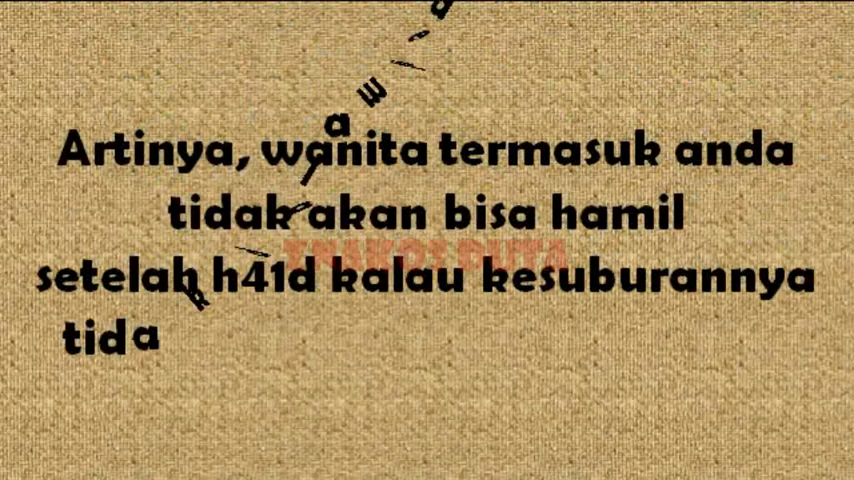 Artinya, wanita termasuk anda
tidak akan bisa hamil
setelah h41d kalau kesuburannya
tida